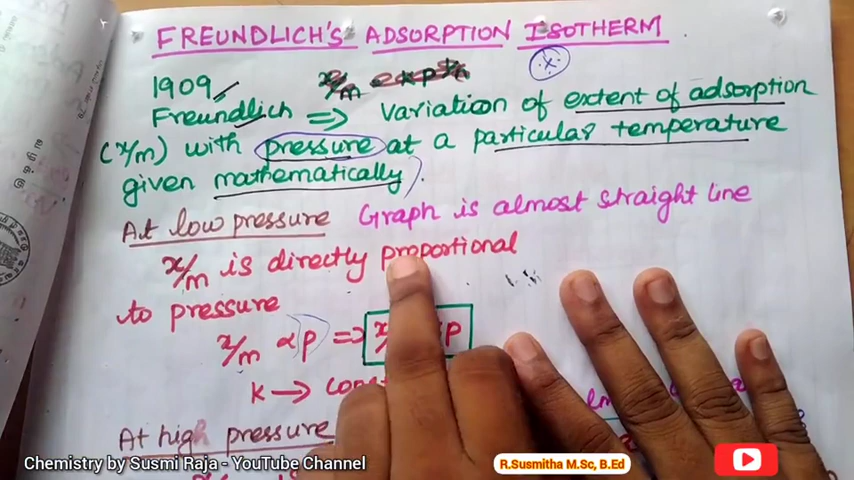 FREUNDLICH'S ADSORPTION ISOTHERM
1909
Freundlich ⇒ Variation of extent of adsorption
(x/m) with pressure at a particular temperature
given mathematically.
At low pressure Graph is almost straight line
x/m is directly proportional
to pressure
x/m ∝ p ⇒ p
k → 
At high pressure
Chemistry by Susmi Raja - YouTube Channel
R.Susmitha M.Sc, B.Ed